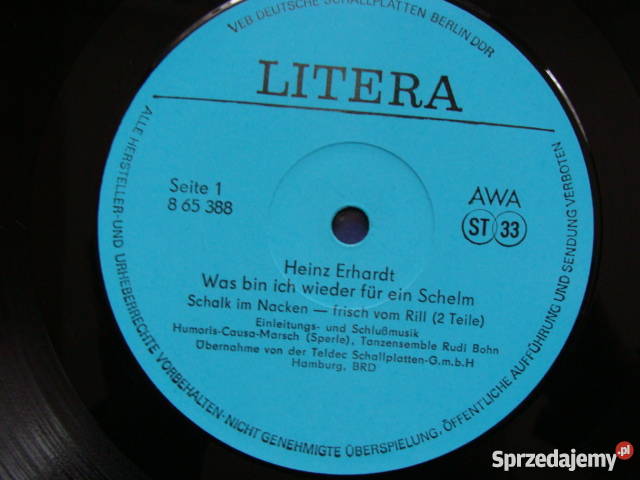 VEB DEUTSCHE SCHALLPLATTEN BERLIN DDR
LITERA
Seite 1
8 65 388
AWA
ST 33
Heinz Erhardt
Was bin ich wieder für ein Schelm
Schalk im Nacken — frisch vom Rill (2 Teile)
Einleitungs- und Schlußmusik
Humoris-Causa-Marsch (Sperle), Tanzensemble Rudi Bohn
Übernahme von der Teldec Schallplatten-G.m.b.H
Hamburg, BRD
ALLE HERSTELLER- UND URHEBERRECHTE VORBEHALTEN · NICHT GENEHMIGTE ÜBERSPIELUNG, ÖFFENTLICHE AUFFÜHRUNG UND SENDUNG VERBOTEN
Sprzedajemy.pl